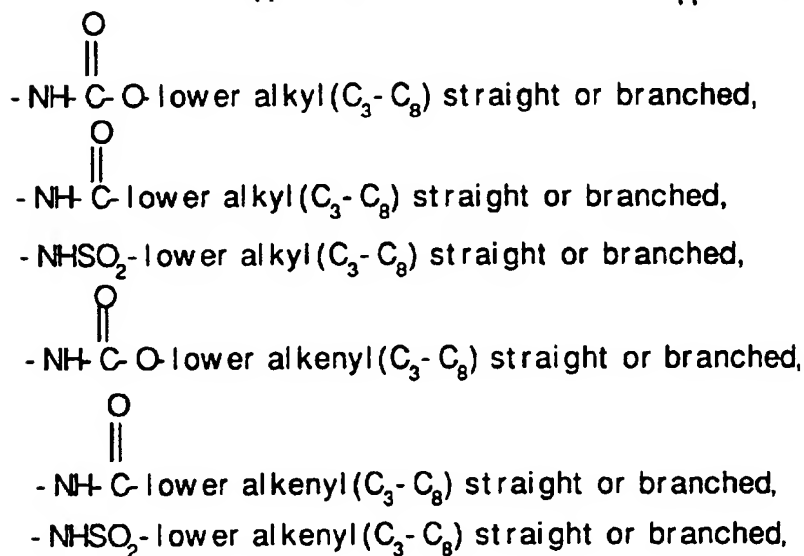 O
||
- NH- C- O- lower alkyl(C₃- C₈) straight or branched,
O
||
- NH- C- lower alkyl(C₃- C₈) straight or branched,
- NHSO₂- lower alkyl(C₃- C₈) straight or branched,
O
||
- NH- C- O- lower alkenyl(C₃- C₈) straight or branched,
O
||
- NH- C- lower alkenyl(C₃- C₈) straight or branched,
- NHSO₂- lower alkenyl(C₃- C₈) straight or branched,